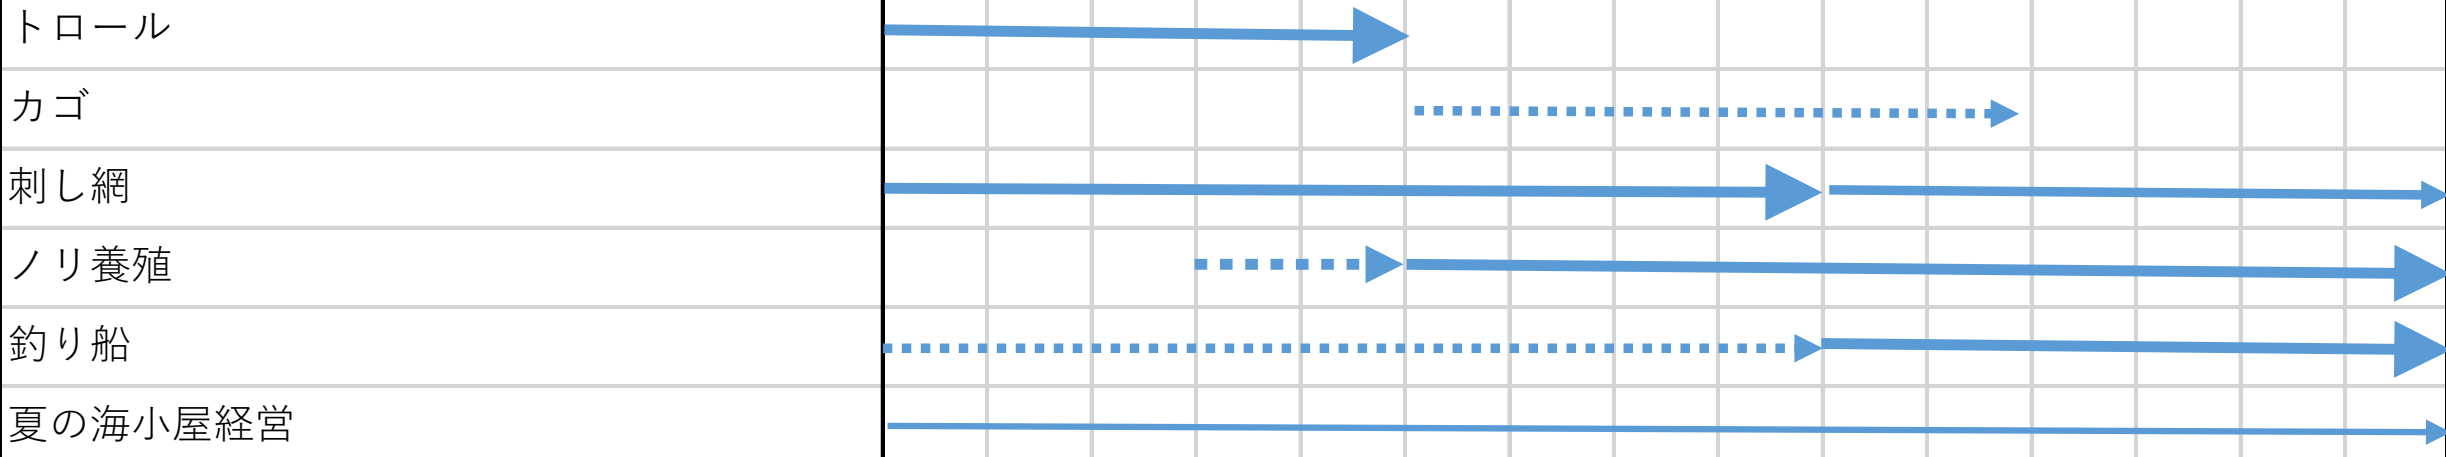 トロール
カゴ
刺し網
ノリ養殖
釣り船
夏の海小屋経営